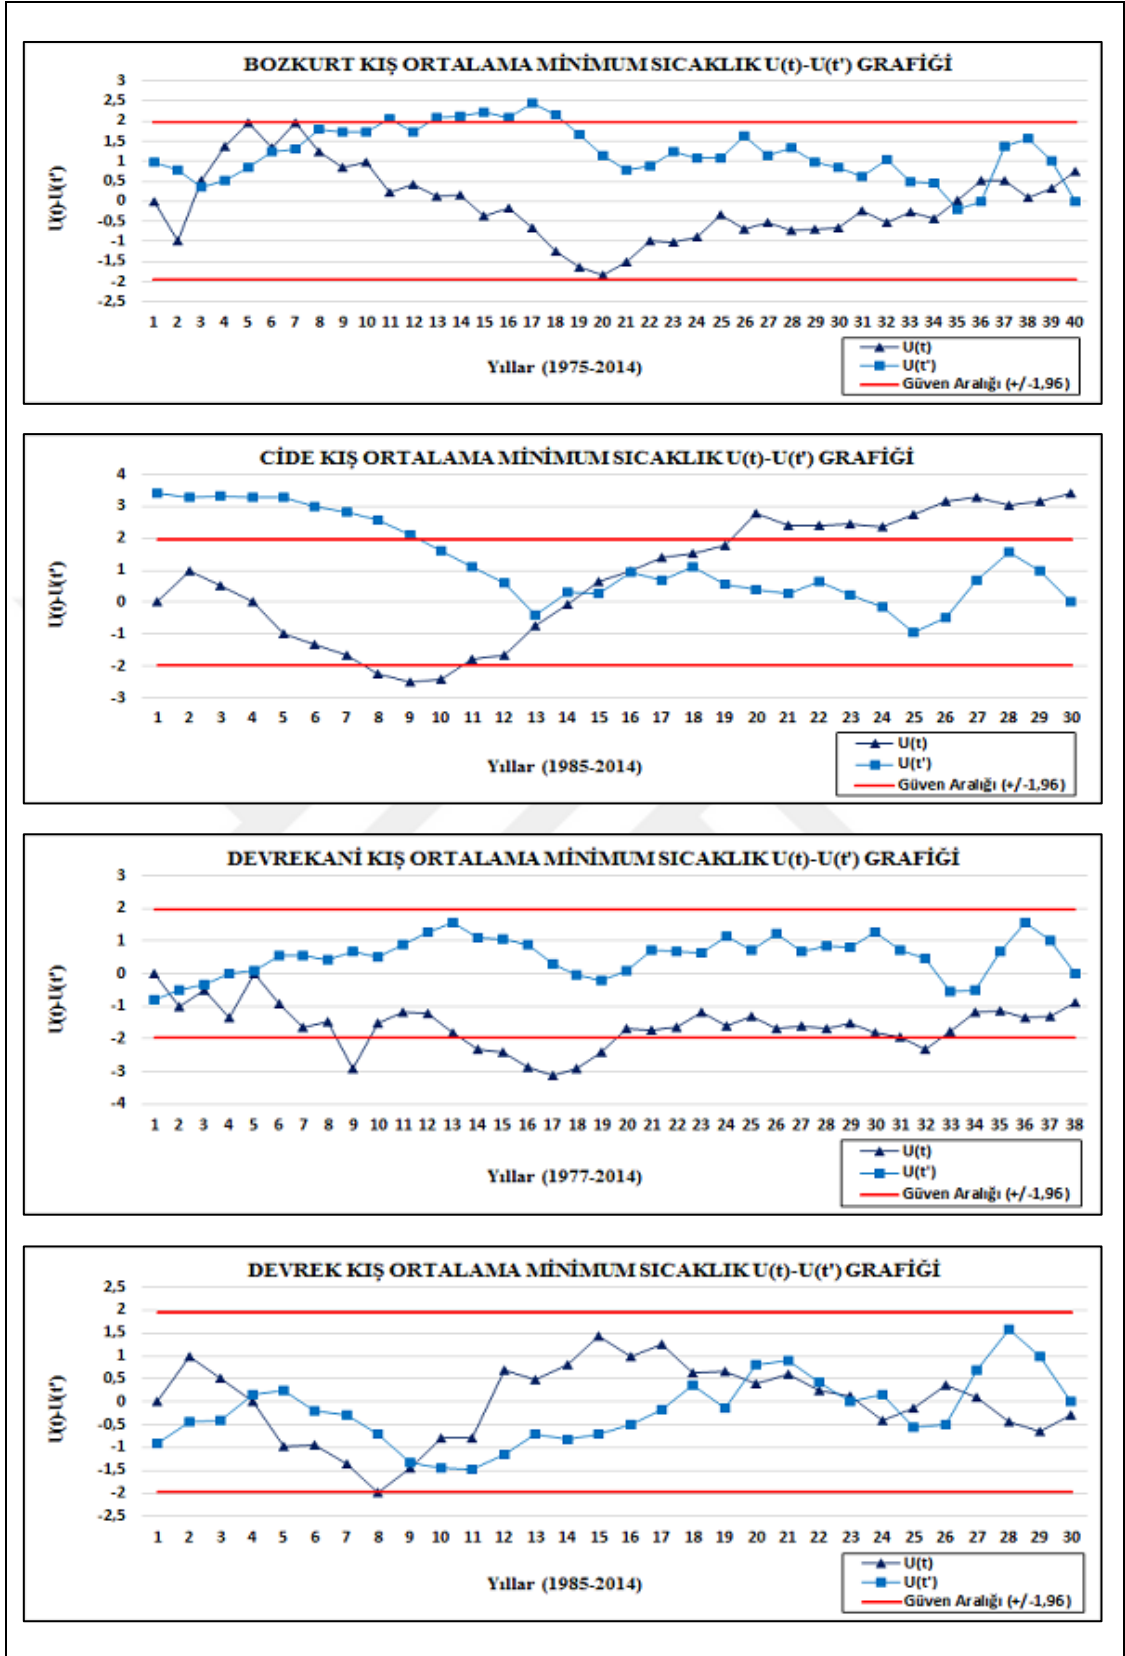 BOZKURT KIŞ ORTALAMA MİNİMUM SICAKLIK U(t)-U(t') GRAFİĞİ
3
2,5
2
1,5
1
0,5
0
-0,5
-1
-1,5
-2
-2,5
U(t)-U(t')
1 2 3 4 5 6 7 8 9 10 11 12 13 14 15 16 17 18 19 20 21 22 23 24 25 26 27 28 29 30 31 32 33 34 35 36 37 38 39 40
Yıllar (1975-2014)
U(t)
U(t')
Güven Aralığı (+/-1,96)
CİDE KIŞ ORTALAMA MİNİMUM SICAKLIK U(t)-U(t') GRAFİĞİ
4
3
2
1
0
-1
-2
-3
U(t)-U(t')
1 2 3 4 5 6 7 8 9 10 11 12 13 14 15 16 17 18 19 20 21 22 23 24 25 26 27 28 29 30
Yıllar (1985-2014)
U(t)
U(t')
Güven Aralığı (+/-1,96)
DEVREKANİ KIŞ ORTALAMA MİNİMUM SICAKLIK U(t)-U(t') GRAFİĞİ
3
2
1
0
-1
-2
-3
-4
U(t)-U(t')
1 2 3 4 5 6 7 8 9 10 11 12 13 14 15 16 17 18 19 20 21 22 23 24 25 26 27 28 29 30 31 32 33 34 35 36 37 38
Yıllar (1977-2014)
U(t)
U(t')
Güven Aralığı (+/-1,96)
DEVREK KIŞ ORTALAMA MİNİMUM SICAKLIK U(t)-U(t') GRAFİĞİ
2,5
2
1,5
1
0,5
0
-0,5
-1
-1,5
-2
-2,5
U(t)-U(t')
1 2 3 4 5 6 7 8 9 10 11 12 13 14 15 16 17 18 19 20 21 22 23 24 25 26 27 28 29 30
Yıllar (1985-2014)
U(t)
U(t')
Güven Aralığı (+/-1,96)